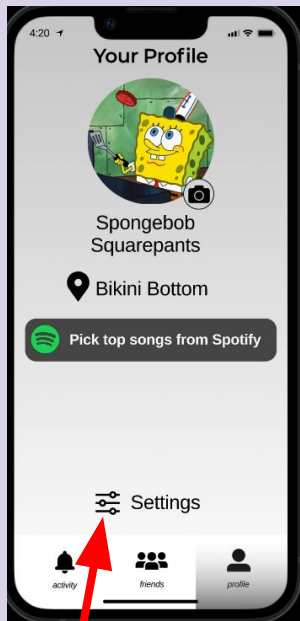 4:20
Your Profile
Spongebob
Squarepants
Bikini Bottom
Pick top songs from Spotify
Settings
activity
friends
profile